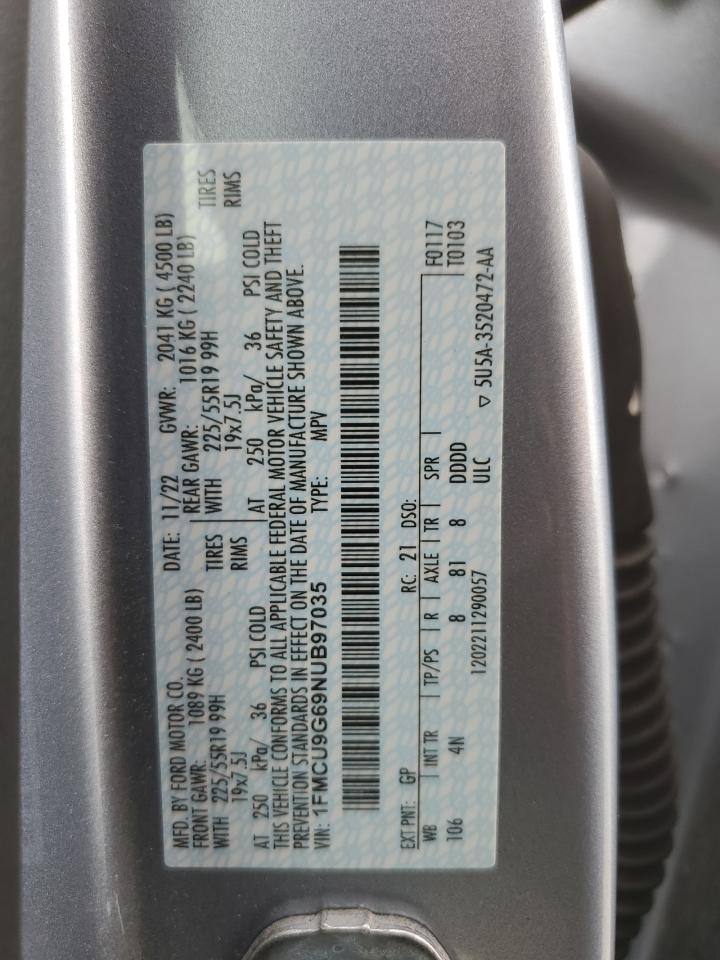 MFD. BY FORD MOTOR CO. DATE: 11/22 GVWR: 2041 KG ( 4500 LB)
FRONT GAWR: 1089 KG ( 2400 LB) REAR GAWR: 1016 KG ( 2240 LB)
WITH 225/55R19 99H TIRES WITH 225/55R19 99H TIRES
19x7.5J RIMS 19x7.5J RIMS
AT 250 kPa/ 36 PSI COLD AT 250 kPa/ 36 PSI COLD
THIS VEHICLE CONFORMS TO ALL APPLICABLE FEDERAL MOTOR VEHICLE SAFETY AND THEFT
PREVENTION STANDARDS IN EFFECT ON THE DATE OF MANUFACTURE SHOWN ABOVE.
VIN: 1FMCU9G69NUB97035 TYPE: MPV
EXT PNT: GP RC: 21 DSO: F0117
WB INT TR TP/PS R AXLE TR SPR T0103
106 4N 8 81 8 DDDD
1202211290057 ULC ▽ 5U5A-3520472-AA